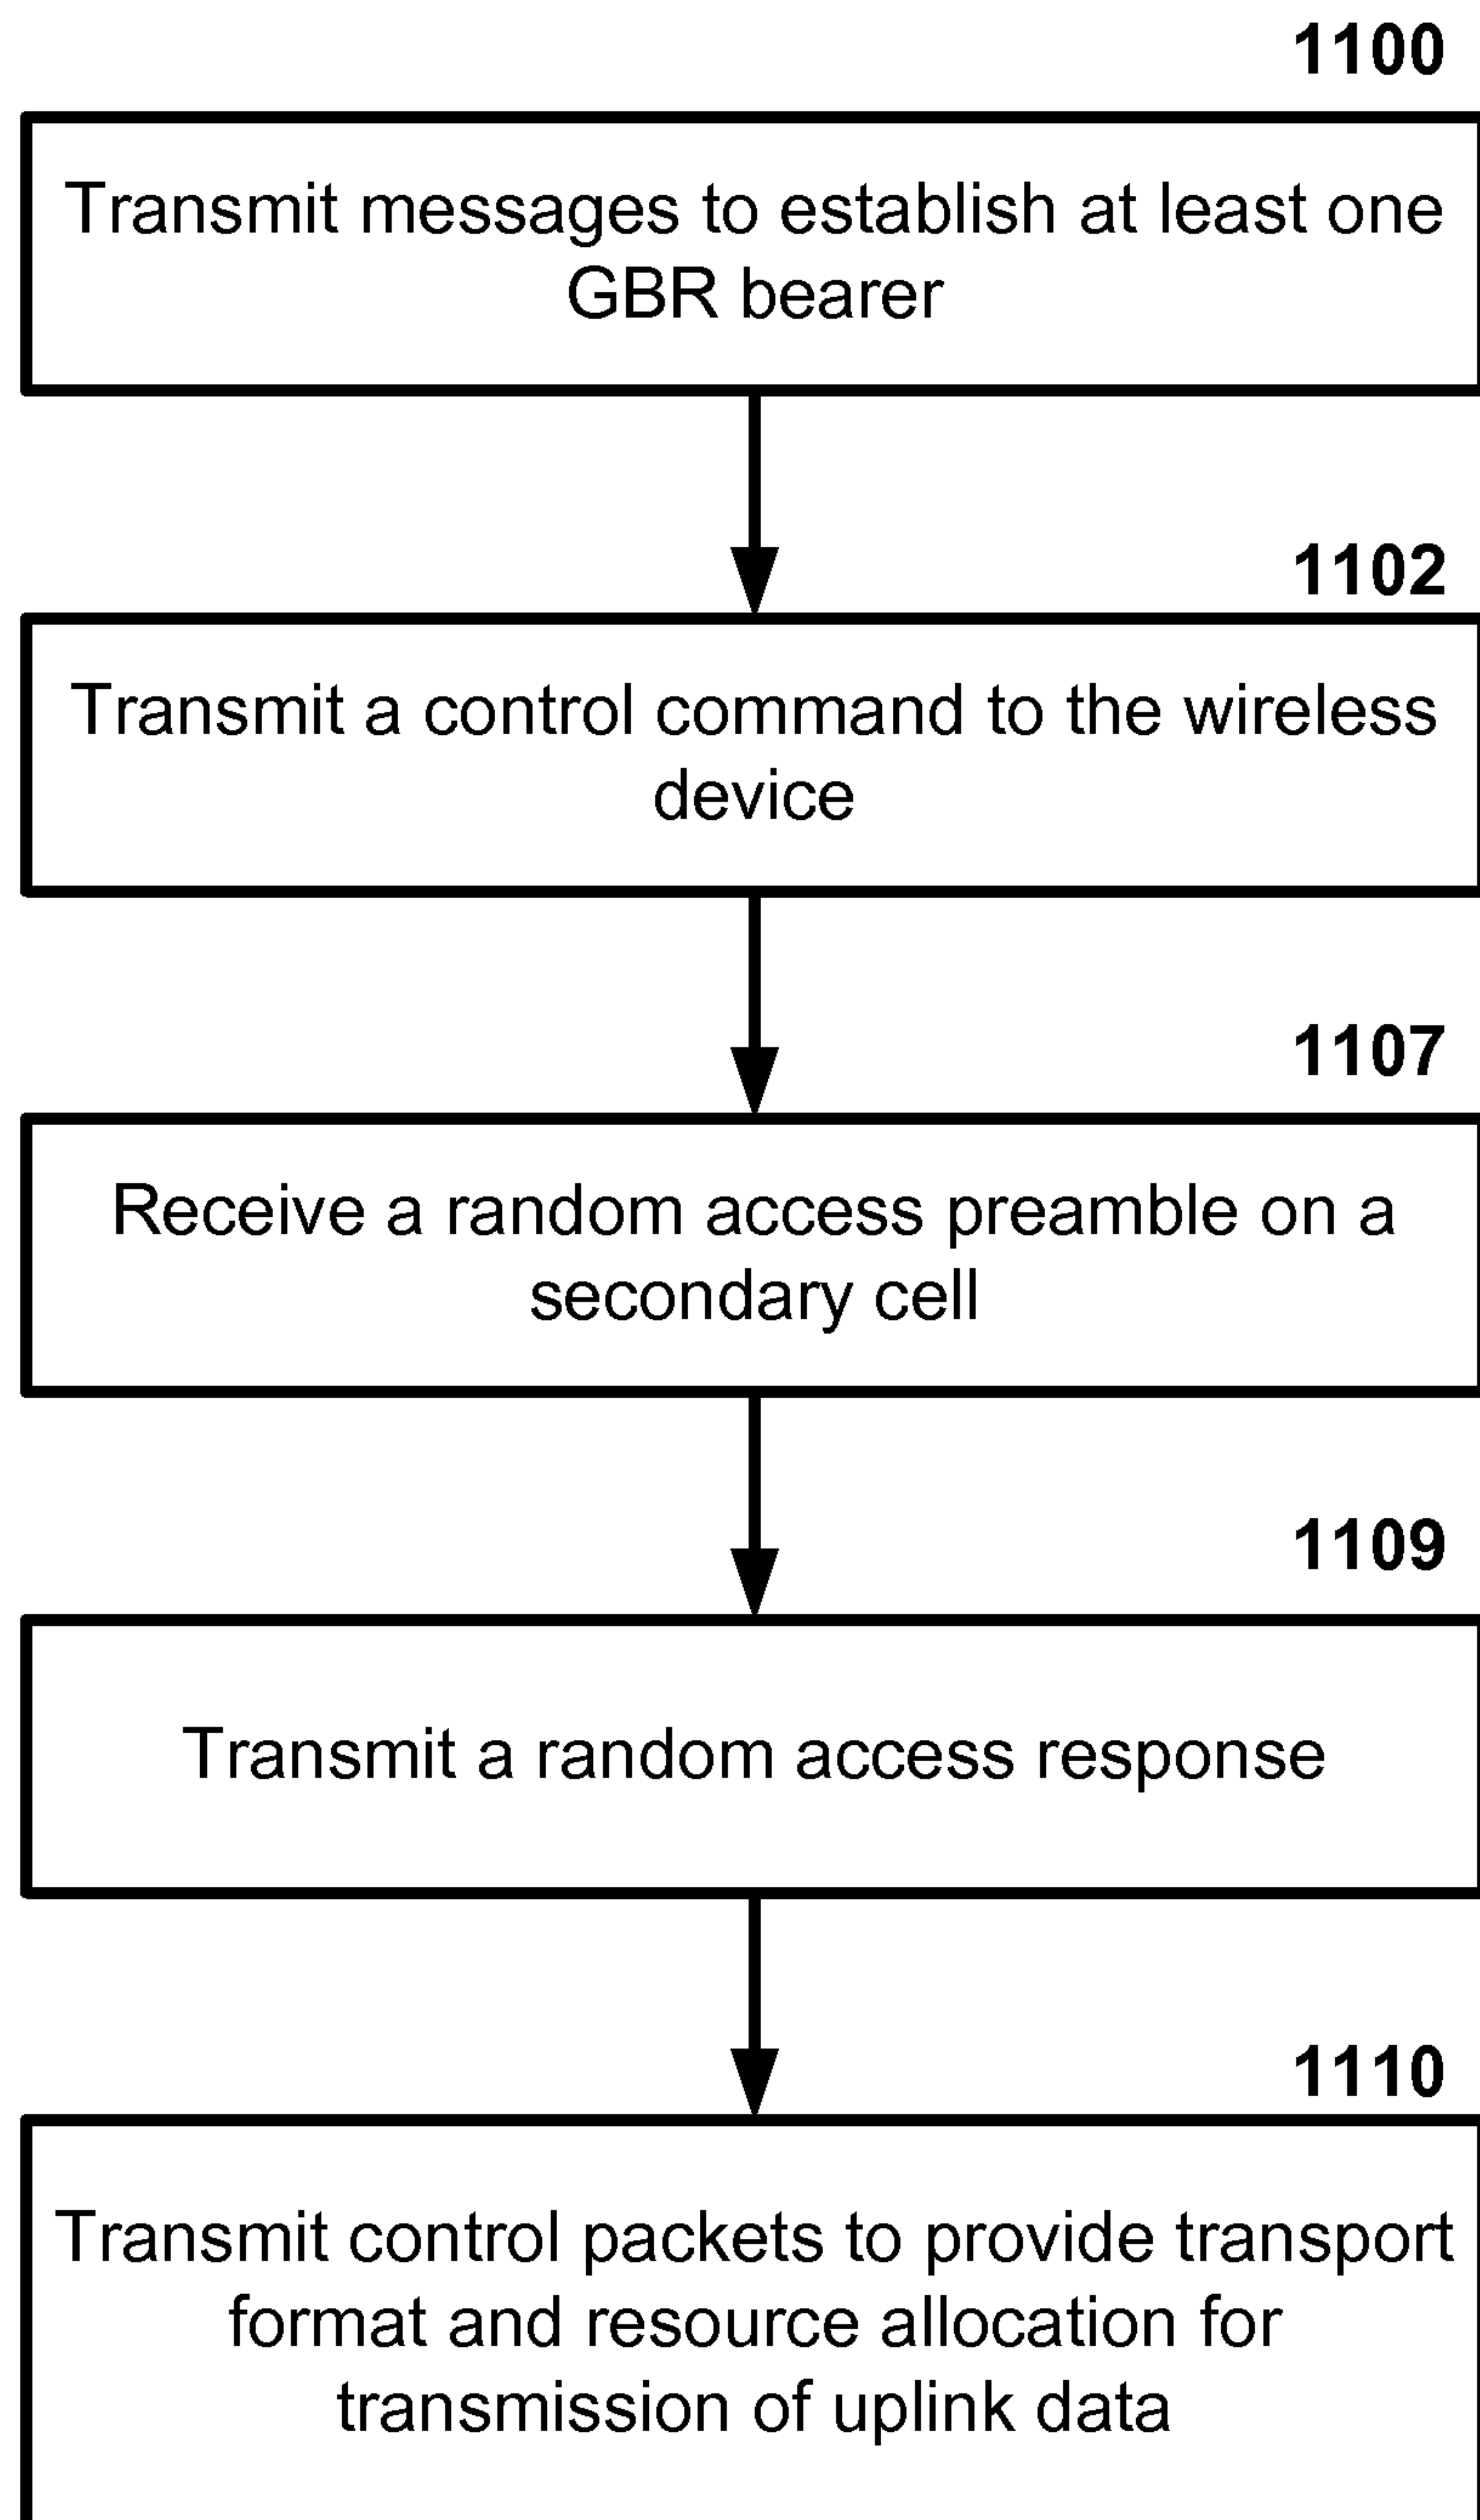 1100
Transmit messages to establish at least one
GBR bearer
1102
Transmit a control command to the wireless
device
1107
Receive a random access preamble on a
secondary cell
1109
Transmit a random access response
1110
Transmit control packets to provide transport
format and resource allocation for
transmission of uplink data